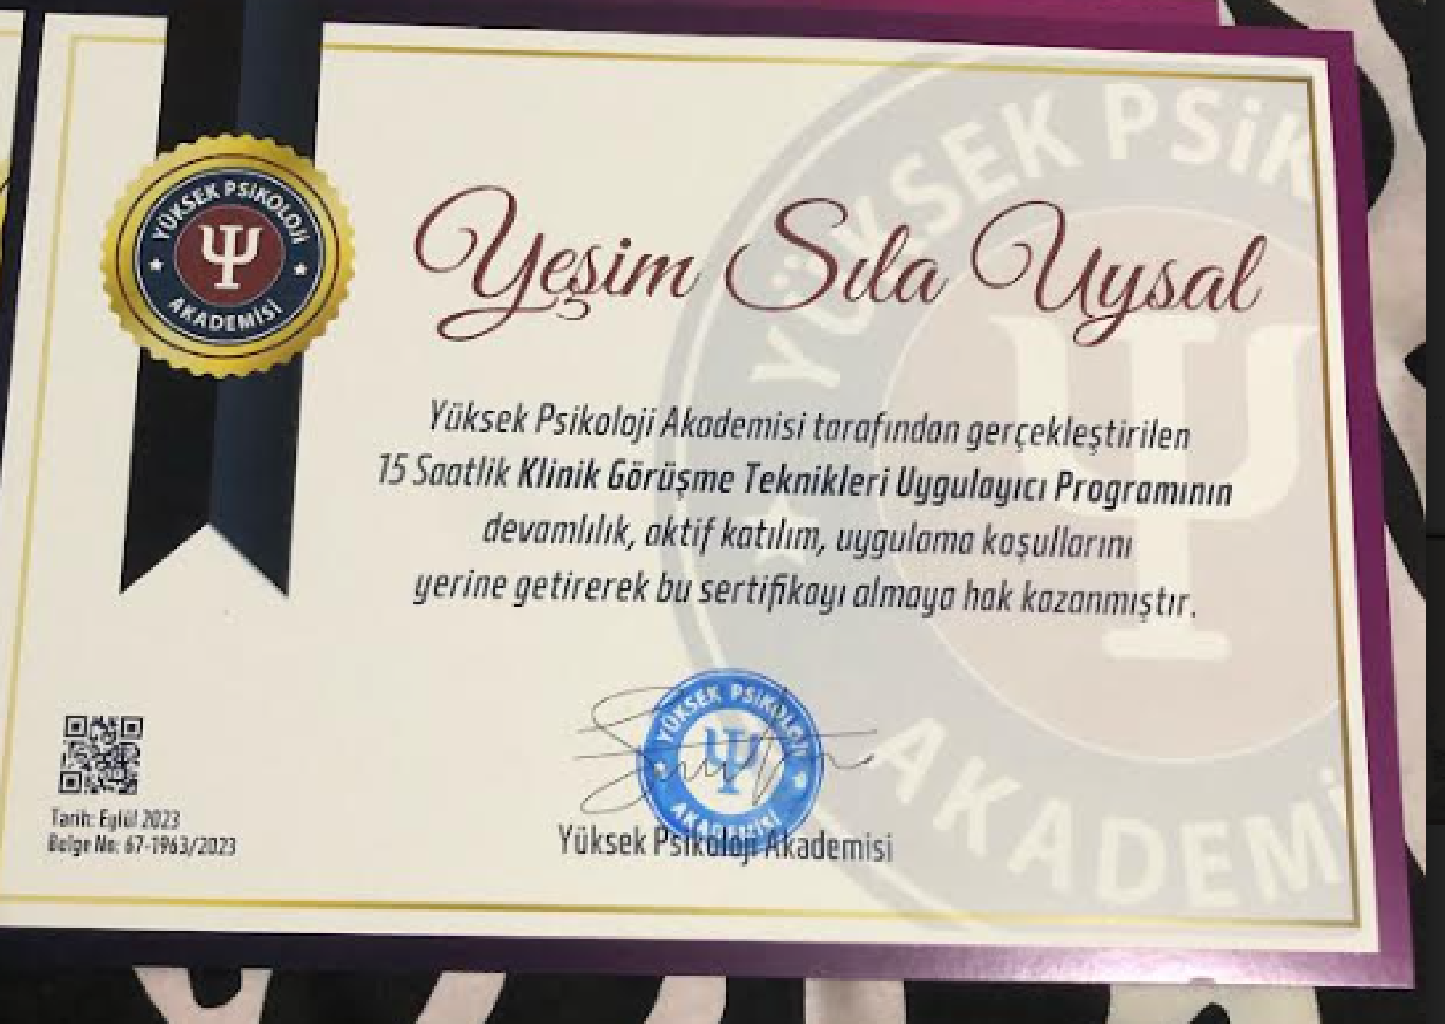 YÜKSEK PSİKOLOJİ
AKADEMİSİ
YÜKSEK PSİK
AKADEMİ
Yeşim Sıla Uysal
Yüksek Psikoloji Akademisi tarafından gerçekleştirilen
15 Saatlik Klinik Görüşme Teknikleri Uygulayıcı Programının
devamlılık, aktif katılım, uygulama koşullarını
yerine getirerek bu sertifikayı almaya hak kazanmıştır.
YÜKSEK PSİKOLOJİ
AKADEMİSİ
Yüksek Psikoloji Akademisi
Tarih: Eylül 2023
Belge No: 67-1963/2023